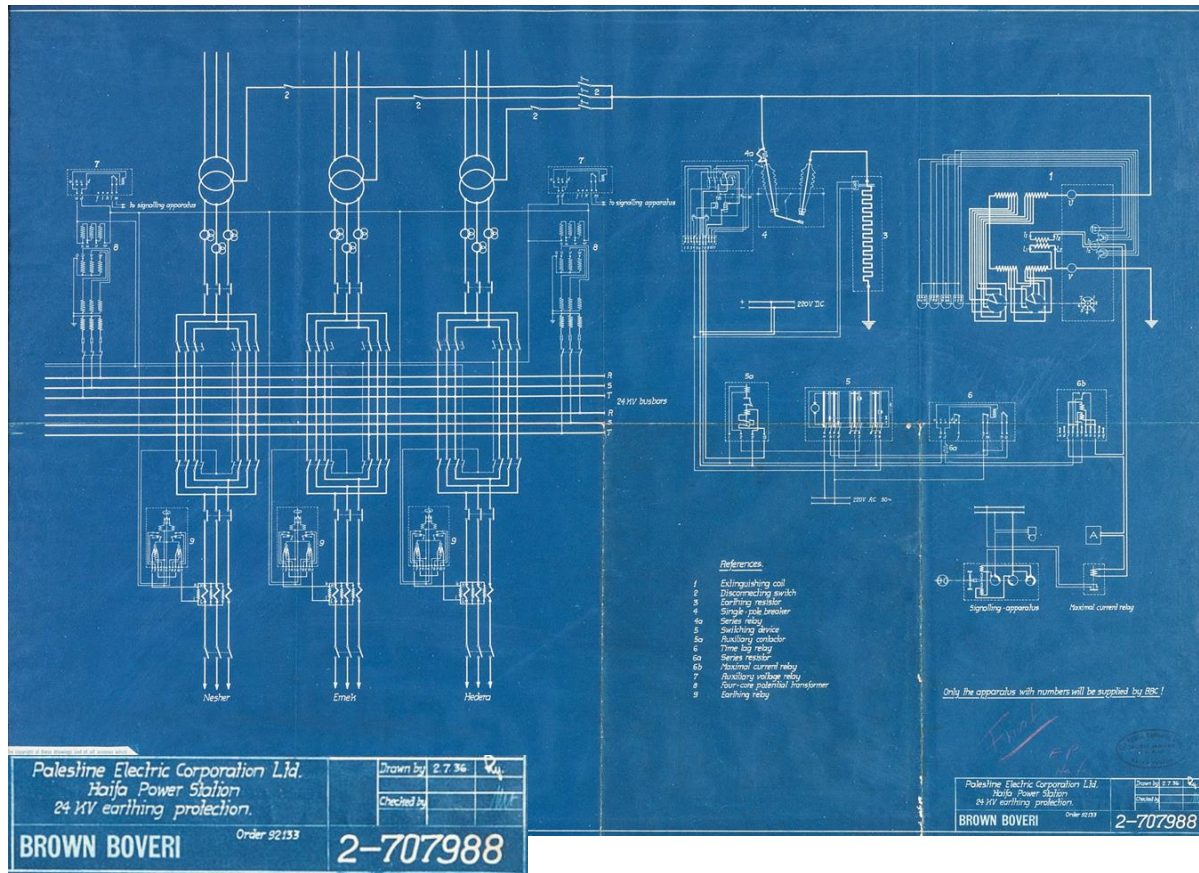 2
2
2
2
7
to signalling apparatus
8
7
to signalling apparatus
8
R
S
T
24 KV busbars
R
S
T
9
9
9
Nesher
Emek
Hedera
4a
4
3
1
U
V
+
-
220V DC
5a
5
6
6a
6b
220V AC 50~
A
Signalling-apparatus
Maximal current relay
References.
1 Extinguishing coil
2 Disconnecting switch
3 Earthing resistor
4 Single-pole breaker
4a Series relay
5 Switching device
5a Auxiliary contactor
6 Time lag relay
6a Series resistor
6b Maximal current relay
7 Auxiliary voltage relay
8 Four-core potential transformer
9 Earthing relay
Only the apparatus with numbers will be supplied by BBC!
Final
Palestine Electric Corporation Ltd.
Haifa Power Station
24 KV earthing protection.
Drawn by 2.7.36 Ry.
Checked by
BROWN BOVERI
Order 92133
2-707988
Palestine Electric Corporation Ltd.
Haifa Power Station
24 KV earthing protection.
Drawn by 2.7.36 Ry.
Checked by
BROWN BOVERI
Order 92133
2-707988